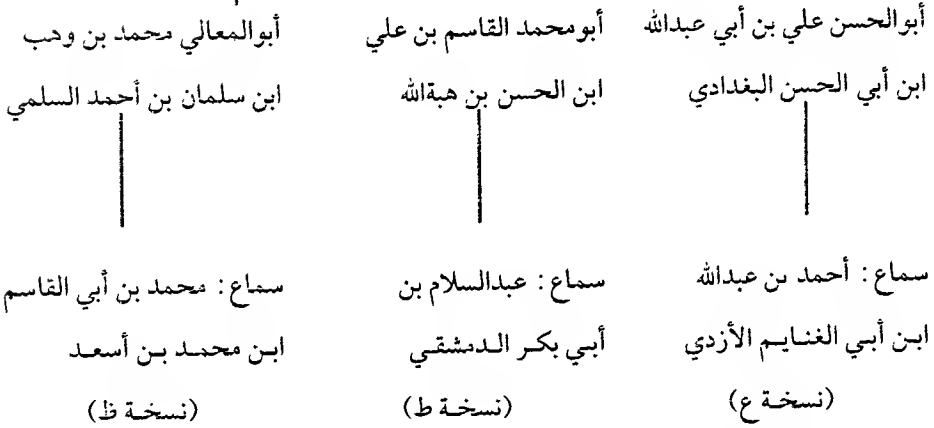 أبوالحسن علي بن أبي عبدالله
ابن أبي الحسن البغدادي
سماع: أحمد بن عبدالله
ابن أبي الغنايم الأزدي
(نسخة ع)
أبومحمد القاسم بن علي
ابن الحسن بن هبةالله
سماع: عبدالسلام بن
أبي بكر الدمشقي
(نسخة ط)
أبوالمعالي محمد بن وهب
ابن سلمان بن أحمد السلمي
سماع: محمد بن أبي القاسم
ابن محمد بن أسعد
(نسخة ظ)